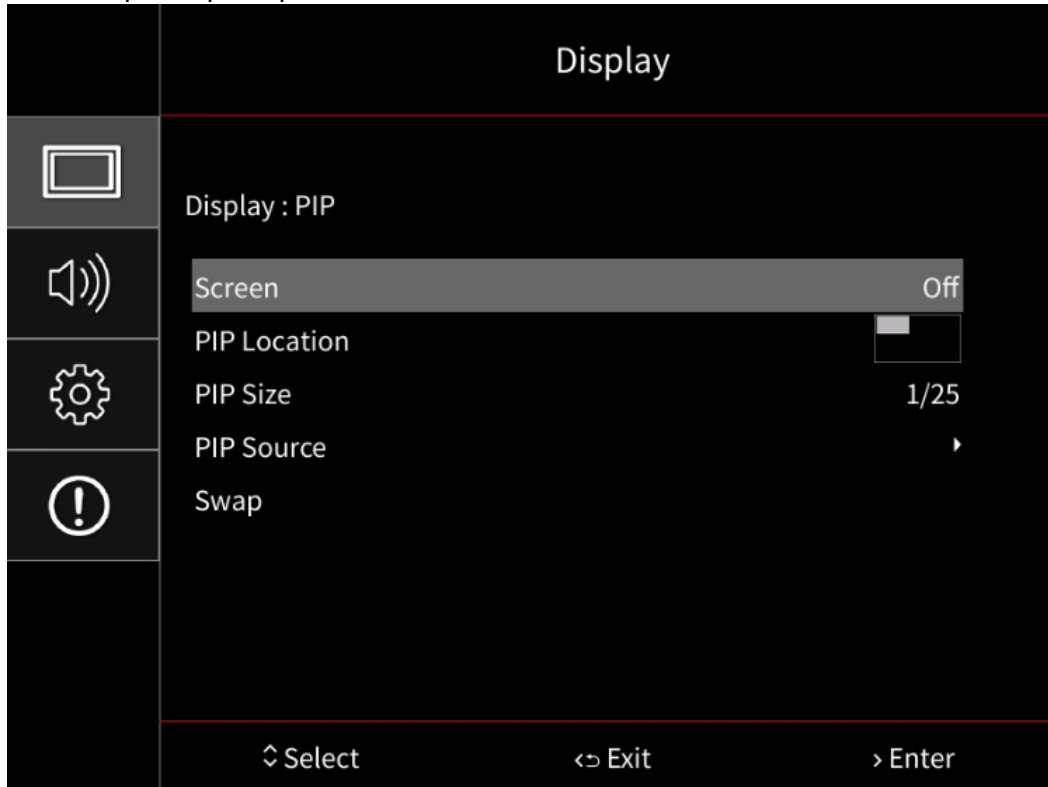 Display
Display : PIP
Screen Off
PIP Location
PIP Size 1/25
PIP Source
Swap
Select Exit Enter